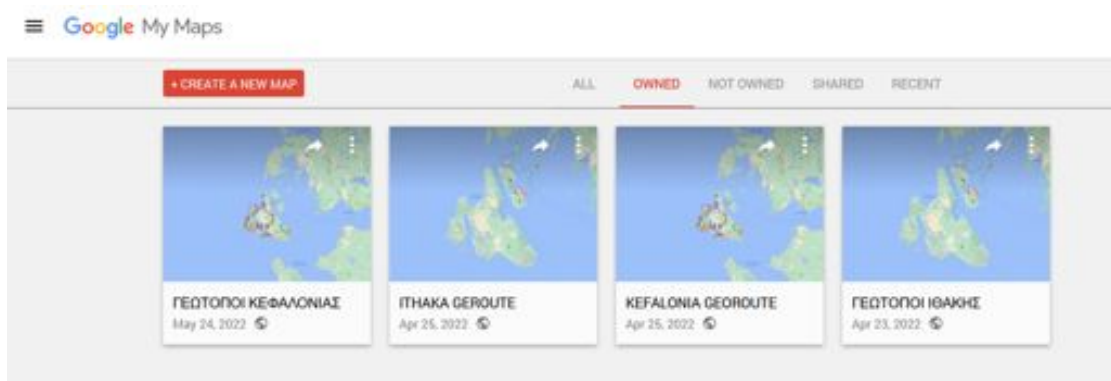 Google My Maps
+ CREATE A NEW MAP
ALL OWNED NOT OWNED SHARED RECENT
ΓΕΩΤΟΠΟΙ ΚΕΦΑΛΟΝΙΑΣ
May 24, 2022
ITHAKA GEROUTE
Apr 25, 2022
KEFALONIA GEOROUTE
Apr 25, 2022
ΓΕΩΤΟΠΟΙ ΙΘΑΚΗΣ
Apr 23, 2022